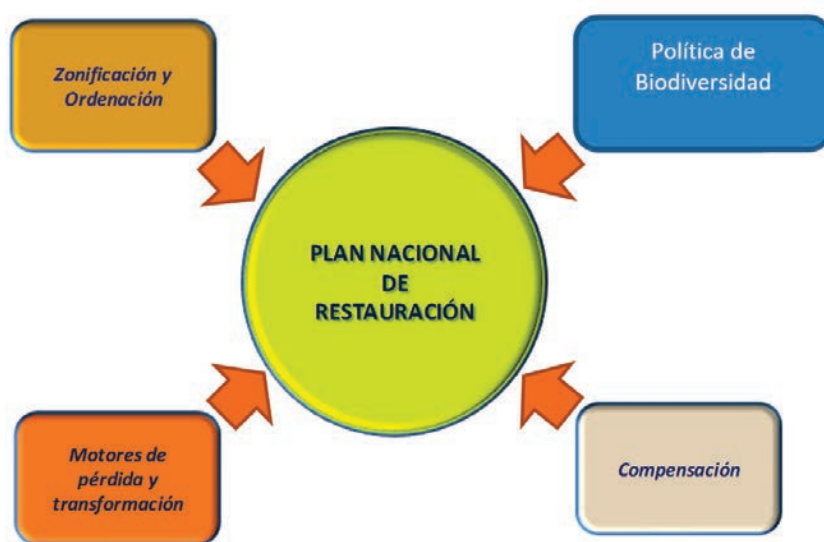 Zonificación y
Ordenación
Política de
Biodiversidad
PLAN NACIONAL
DE
RESTAURACIÓN
Motores de
pérdida y
transformación
Compensación